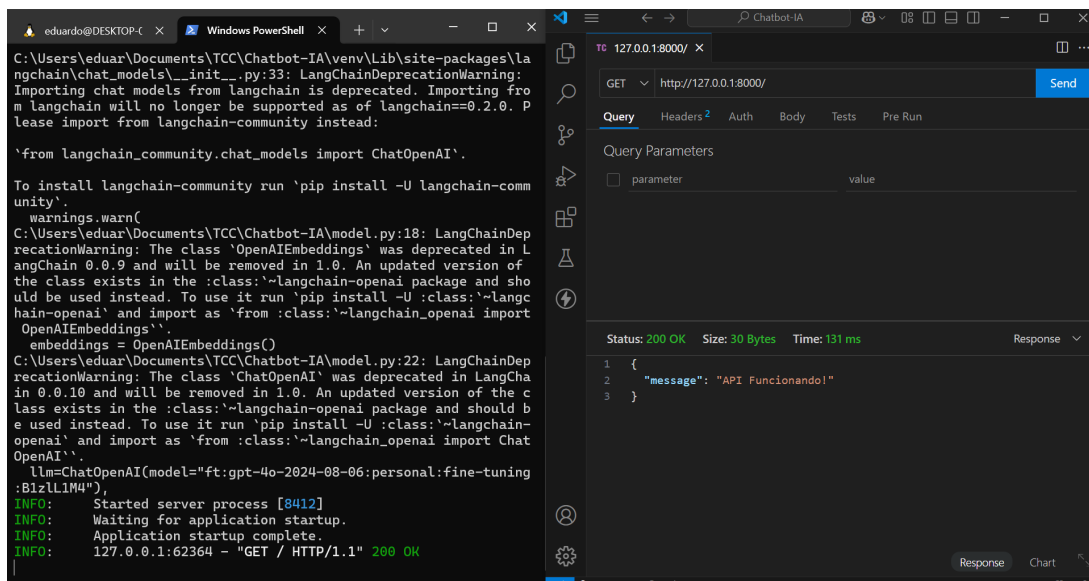 eduardo@DESKTOP-(
Windows PowerShell
C:\Users\eduar\Documents\TCC\Chatbot-IA\venv\Lib\site-packages\la
ngchain\chat_models\__init__.py:33: LangChainDeprecationWarning:
Importing chat models from langchain is deprecated. Importing fro
m langchain will no longer be supported as of langchain==0.2.0. P
lease import from langchain-community instead:
`from langchain_community.chat_models import ChatOpenAI`.
To install langchain-community run `pip install -U langchain-comm
unity`.
warnings.warn(
C:\Users\eduar\Documents\TCC\Chatbot-IA\model.py:18: LangChainDep
recationWarning: The class `OpenAIEmbeddings` was deprecated in L
angChain 0.0.9 and will be removed in 1.0. An updated version of
the class exists in the :class:`~langchain-openai package and sho
uld be used instead. To use it run `pip install -U :class:`~langc
hain-openai` and import as `from :class:`~langchain_openai import
OpenAIEmbeddings``.
embeddings = OpenAIEmbeddings()
C:\Users\eduar\Documents\TCC\Chatbot-IA\model.py:22: LangChainDep
recationWarning: The class `ChatOpenAI` was deprecated in LangCha
in 0.0.10 and will be removed in 1.0. An updated version of the c
lass exists in the :class:`~langchain-openai package and should b
e used instead. To use it run `pip install -U :class:`~langchain-
openai` and import as `from :class:`~langchain_openai import Chat
OpenAI``.
llm=ChatOpenAI(model="ft:gpt-4o-2024-08-06:personal:fine-tuning
:B1zlL1M4"),
INFO: Started server process [8412]
INFO: Waiting for application startup.
INFO: Application startup complete.
INFO: 127.0.0.1:62364 - "GET / HTTP/1.1" 200 OK
Chatbot-IA
TC 127.0.0.1:8000/
GET http://127.0.0.1:8000/ Send
Query Headers 2 Auth Body Tests Pre Run
Query Parameters
parameter value
Status: 200 OK Size: 30 Bytes Time: 131 ms Response
1 {
2 "message": "API Funcionando!"
3 }
Response Chart